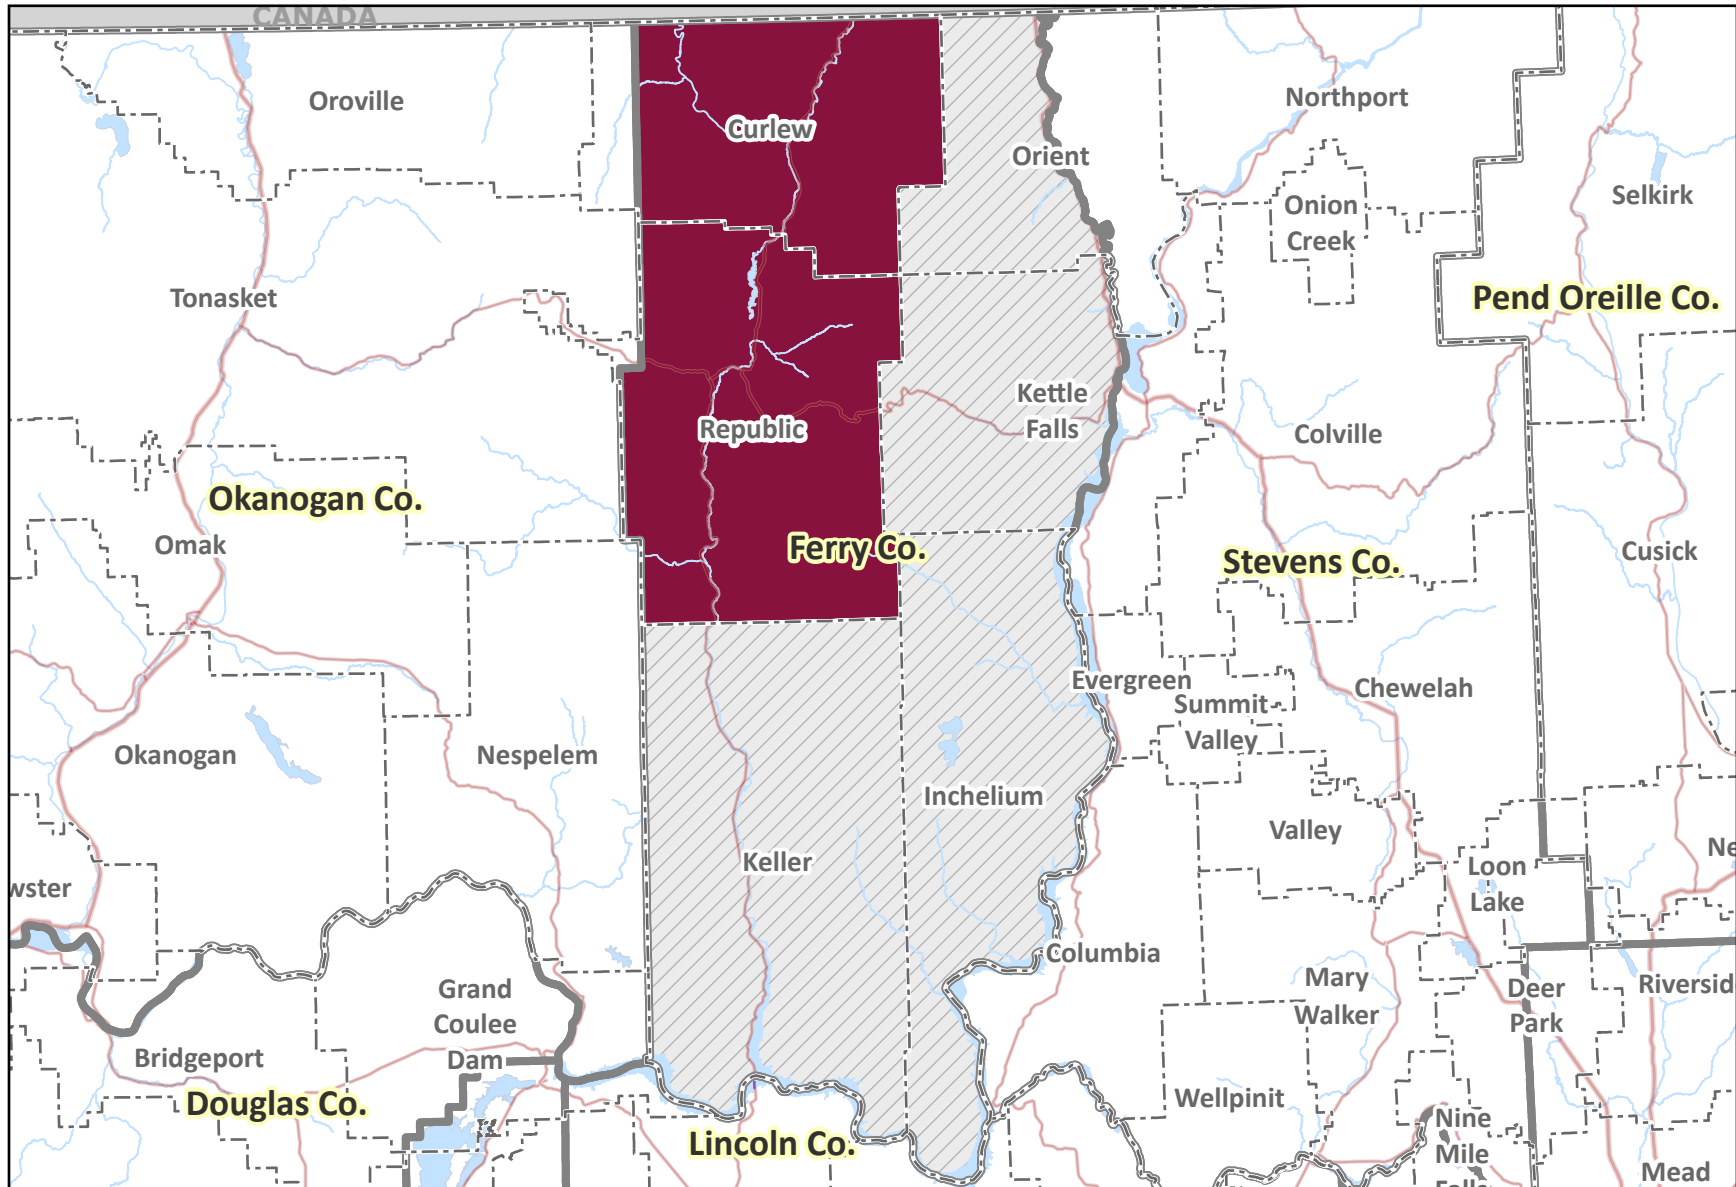 CANADA
Oroville
Curlew
Northport
Orient
Selkirk
Onion
Creek
Tonasket
Pend Oreille Co.
Kettle
Falls
Republic
Colville
Okanogan Co.
Omak
Ferry Co.
Stevens Co.
Cusick
Evergreen
Summit
Valley
Chewelah
Okanogan
Nespelem
Inchelium
Valley
Keller
Loon
Lake
Ne
wster
Columbia
Grand
Coulee
Dam
Mary
Walker
Deer
Park
Riversid
Bridgeport
Douglas Co.
Wellpinit
Lincoln Co.
Nine
Mile
Falls
Mead